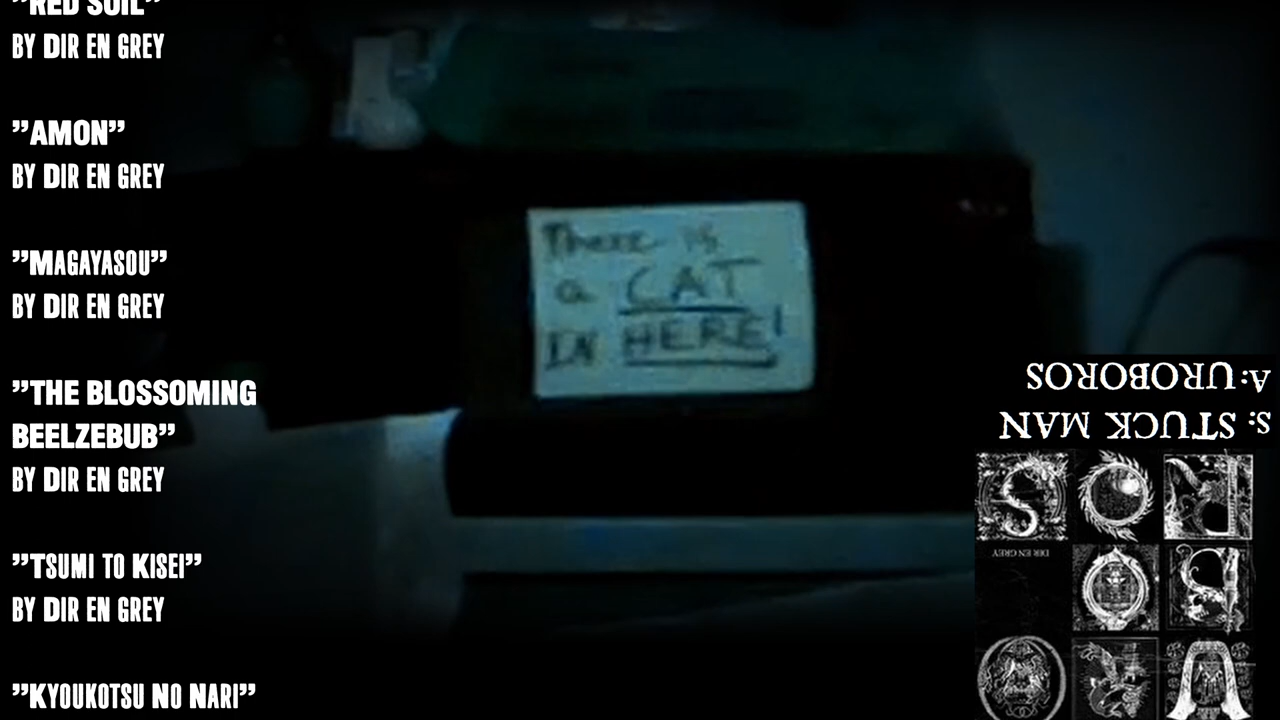 "RED SOIL"
BY DIR EN GREY
"AMON"
BY DIR EN GREY
"MAGAYASOU"
BY DIR EN GREY
"THE BLOSSOMING
BEELZEBUB"
BY DIR EN GREY
"TSUMI TO KISEI"
BY DIR EN GREY
"KYOUKOTSU NO NARI"
There is
a CAT
IN HERE!
S: STUCK MAN
A: UROBOROS
DIR EN GREY